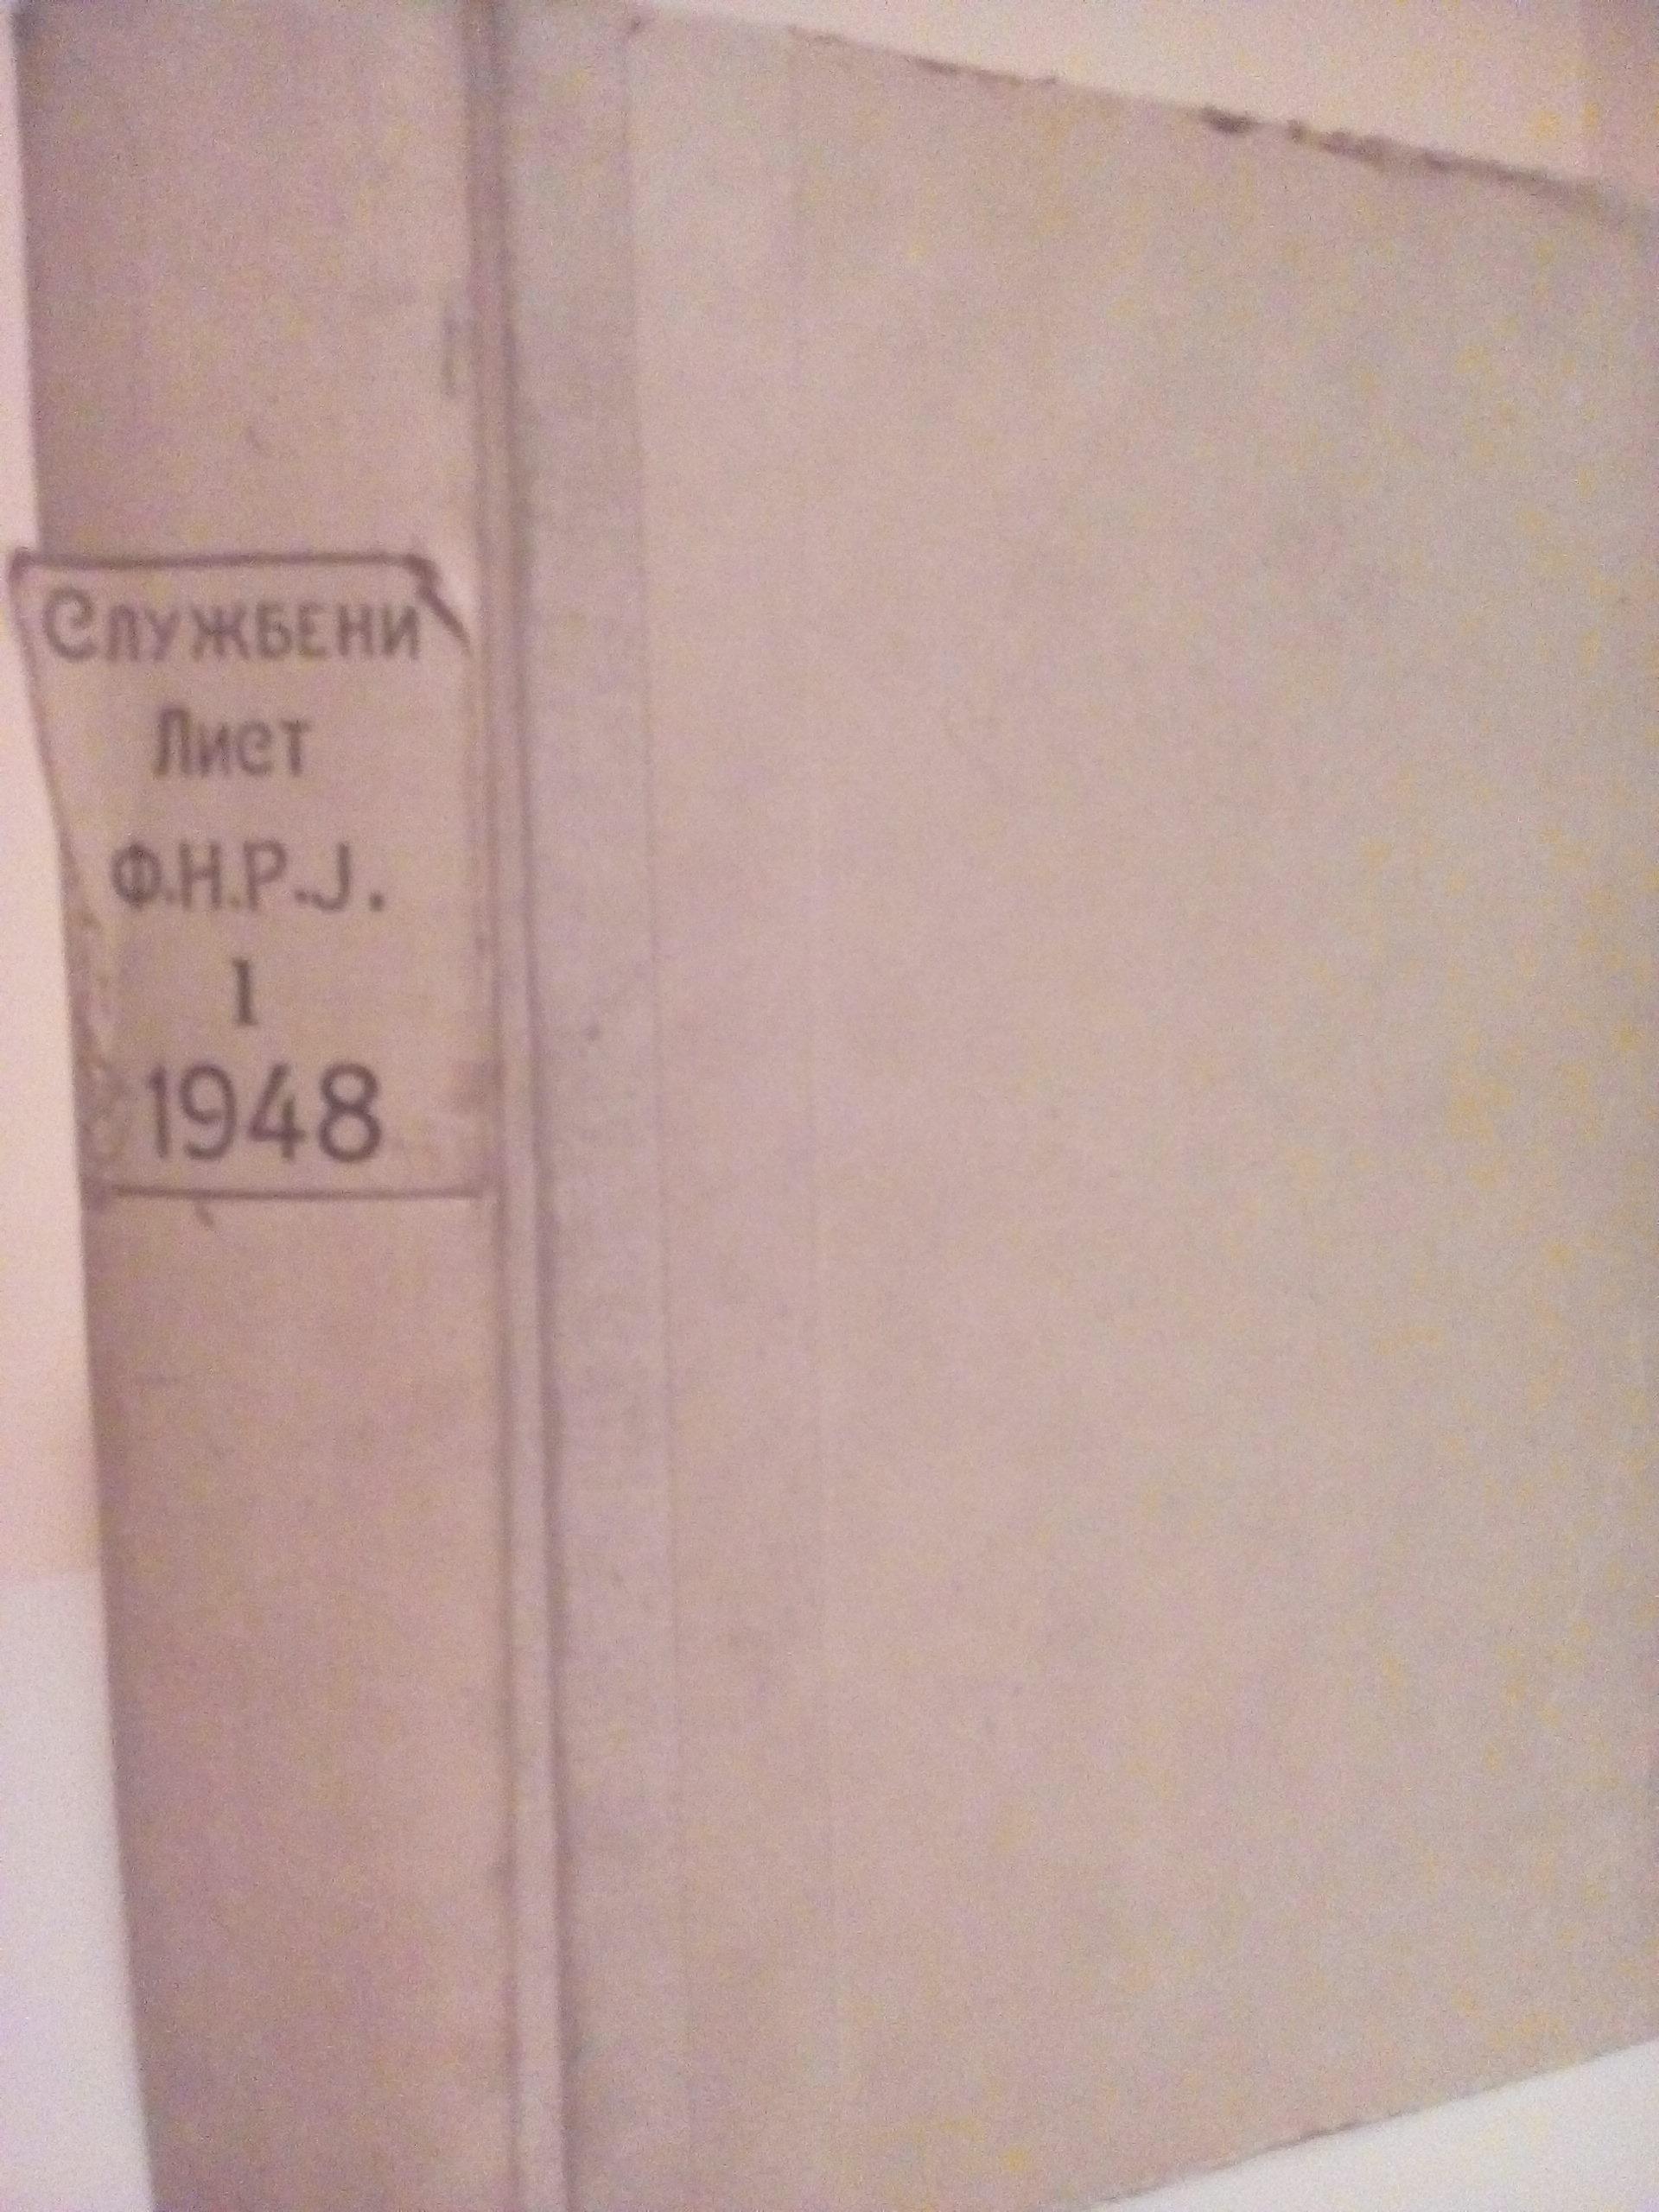 Службени
Лист
Ф.Н.Р.Ј.
I
1948